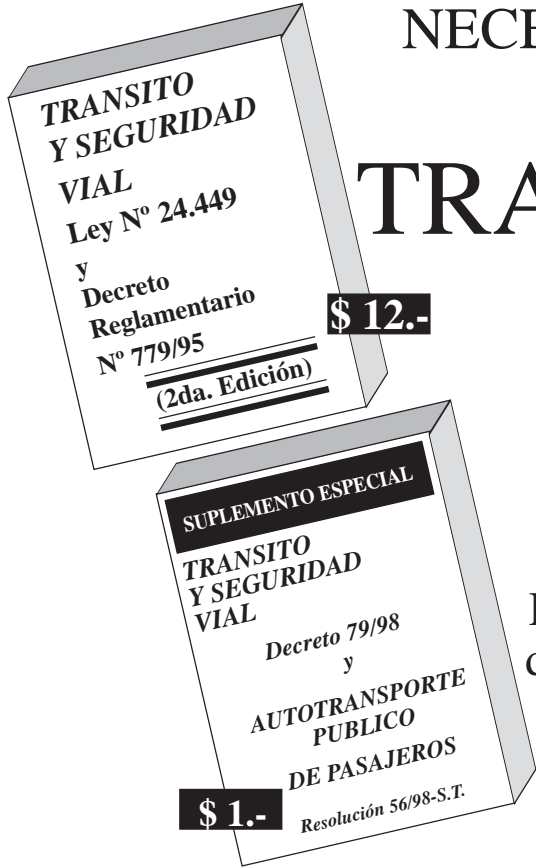 NECE
TRANSITO
Y SEGURIDAD
VIAL
Ley Nº 24.449
y
Decreto
Reglamentario
Nº 779/95
(2da. Edición)
TRA
$ 12.-
SUPLEMENTO ESPECIAL
TRANSITO
Y SEGURIDAD
VIAL
Decreto 79/98
y
AUTOTRANSPORTE
PUBLICO
DE PASAJEROS
Resolución 56/98-S.T.
$ 1.-